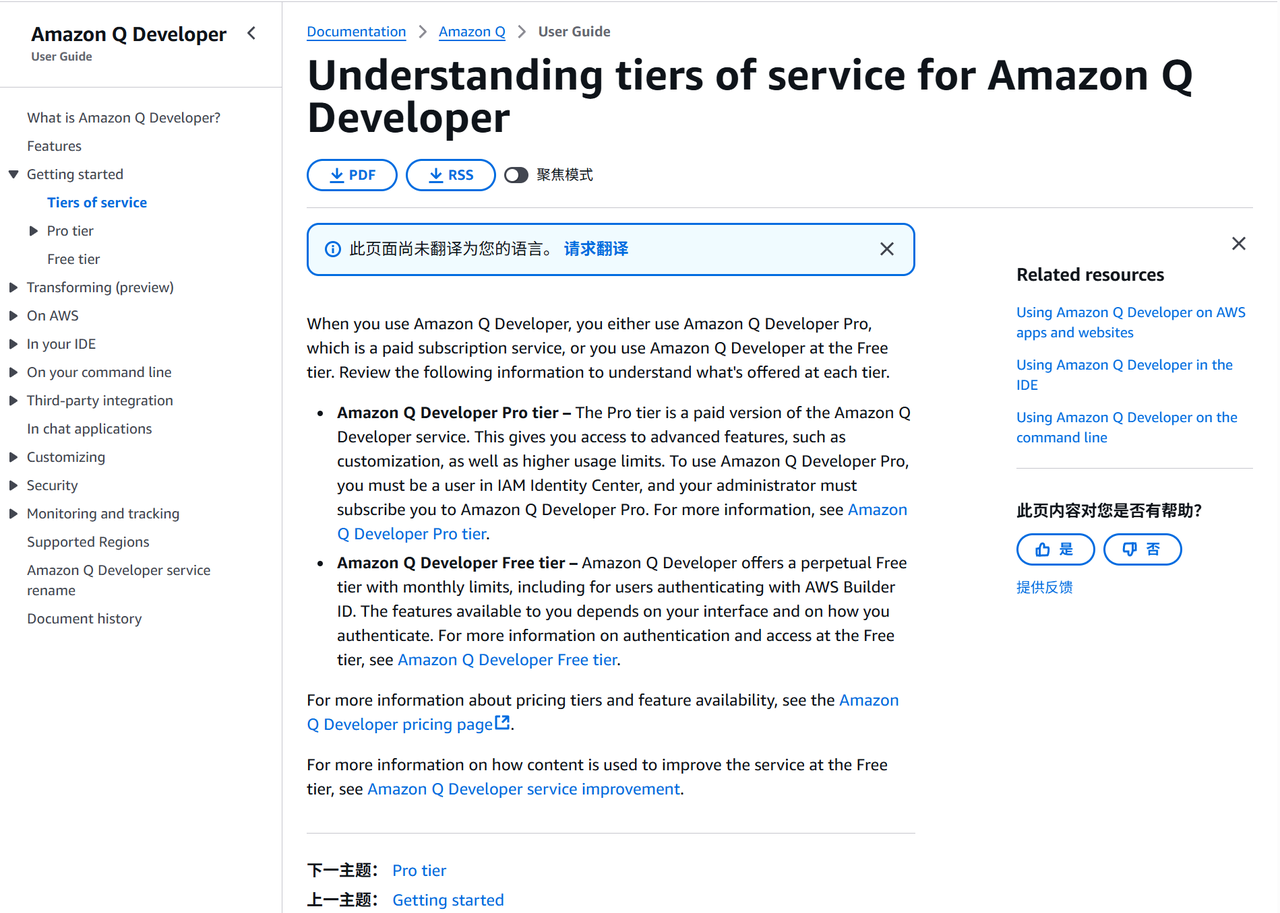 Amazon Q Developer
User Guide
What is Amazon Q Developer?
Features
Getting started
Tiers of service
Pro tier
Free tier
Transforming (preview)
On AWS
In your IDE
On your command line
Third-party integration
In chat applications
Customizing
Security
Monitoring and tracking
Supported Regions
Amazon Q Developer service
rename
Document history
Documentation > Amazon Q > User Guide
Understanding tiers of service for Amazon Q
Developer
PDF RSS 聚焦模式
此页面尚未翻译为您的语言。 请求翻译
When you use Amazon Q Developer, you either use Amazon Q Developer Pro,
which is a paid subscription service, or you use Amazon Q Developer at the Free
tier. Review the following information to understand what's offered at each tier.
• Amazon Q Developer Pro tier – The Pro tier is a paid version of the Amazon Q
Developer service. This gives you access to advanced features, such as
customization, as well as higher usage limits. To use Amazon Q Developer Pro,
you must be a user in IAM Identity Center, and your administrator must
subscribe you to Amazon Q Developer Pro. For more information, see Amazon
Q Developer Pro tier.
• Amazon Q Developer Free tier – Amazon Q Developer offers a perpetual Free
tier with monthly limits, including for users authenticating with AWS Builder
ID. The features available to you depends on your interface and on how you
authenticate. For more information on authentication and access at the Free
tier, see Amazon Q Developer Free tier.
For more information about pricing tiers and feature availability, see the Amazon
Q Developer pricing page.
For more information on how content is used to improve the service at the Free
tier, see Amazon Q Developer service improvement.
下一主题： Pro tier
上一主题： Getting started
Related resources
Using Amazon Q Developer on AWS
apps and websites
Using Amazon Q Developer in the
IDE
Using Amazon Q Developer on the
command line
此页内容对您是否有帮助？
是 否
提供反馈